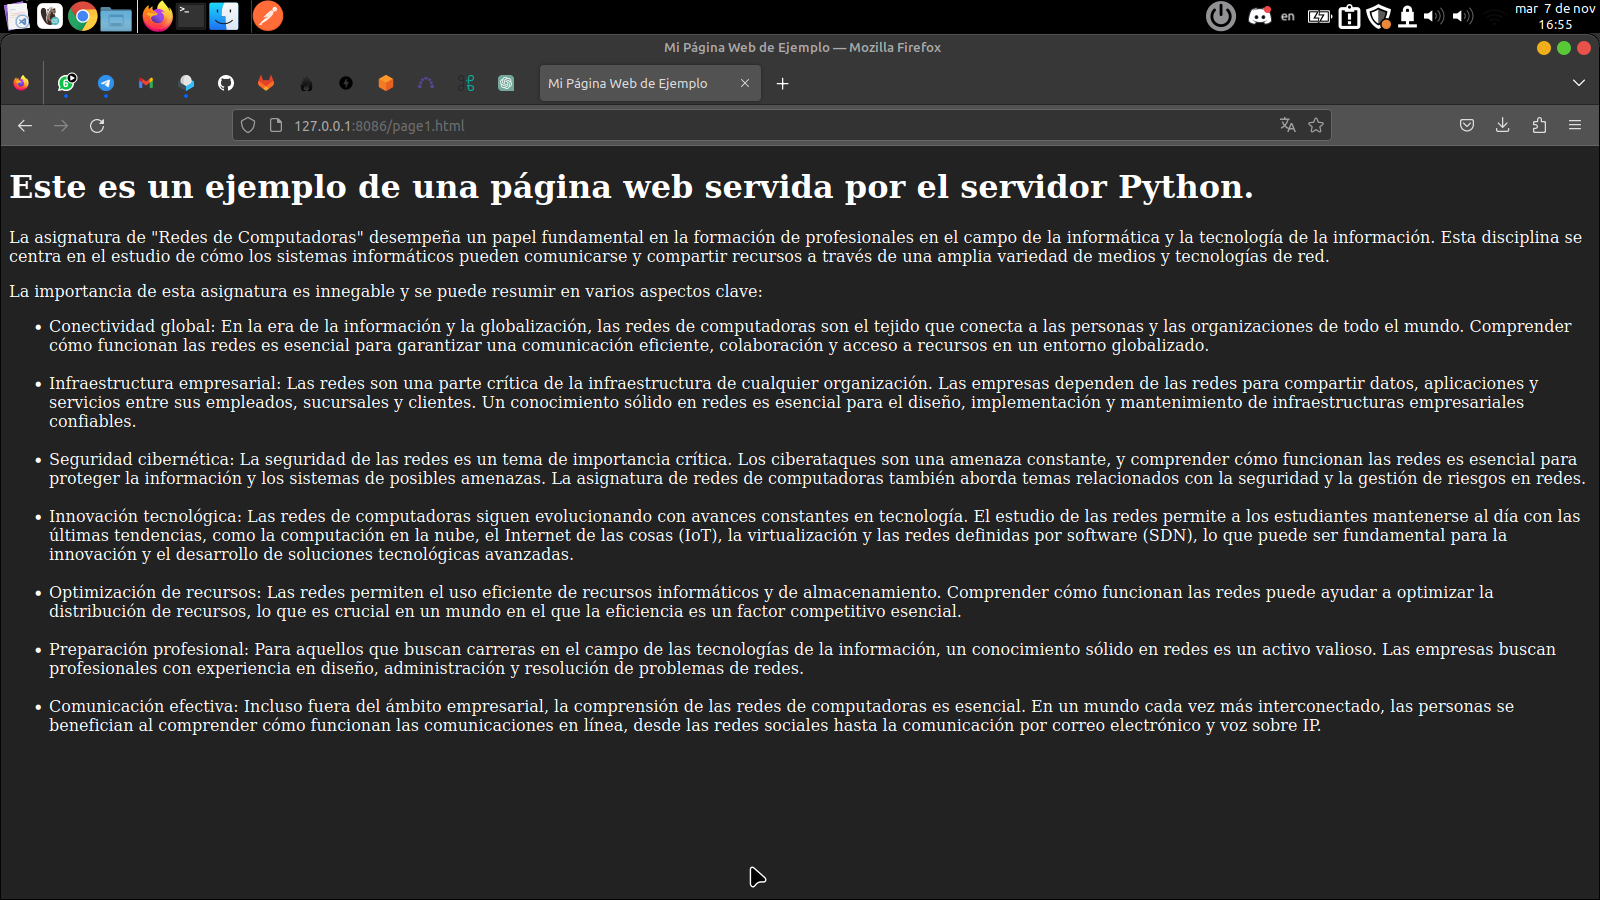 mar 7 de nov
16:55
Mi Página Web de Ejemplo — Mozilla Firefox
en
Mi Página Web de Ejemplo
127.0.0.1:8086/page1.html
Este es un ejemplo de una página web servida por el servidor Python.
La asignatura de "Redes de Computadoras" desempeña un papel fundamental en la formación de profesionales en el campo de la informática y la tecnología de la información. Esta disciplina se
centra en el estudio de cómo los sistemas informáticos pueden comunicarse y compartir recursos a través de una amplia variedad de medios y tecnologías de red.
La importancia de esta asignatura es innegable y se puede resumir en varios aspectos clave:
• Conectividad global: En la era de la información y la globalización, las redes de computadoras son el tejido que conecta a las personas y las organizaciones de todo el mundo. Comprender
cómo funcionan las redes es esencial para garantizar una comunicación eficiente, colaboración y acceso a recursos en un entorno globalizado.
• Infraestructura empresarial: Las redes son una parte crítica de la infraestructura de cualquier organización. Las empresas dependen de las redes para compartir datos, aplicaciones y
servicios entre sus empleados, sucursales y clientes. Un conocimiento sólido en redes es esencial para el diseño, implementación y mantenimiento de infraestructuras empresariales
confiables.
• Seguridad cibernética: La seguridad de las redes es un tema de importancia crítica. Los ciberataques son una amenaza constante, y comprender cómo funcionan las redes es esencial para
proteger la información y los sistemas de posibles amenazas. La asignatura de redes de computadoras también aborda temas relacionados con la seguridad y la gestión de riesgos en redes.
• Innovación tecnológica: Las redes de computadoras siguen evolucionando con avances constantes en tecnología. El estudio de las redes permite a los estudiantes mantenerse al día con las
últimas tendencias, como la computación en la nube, el Internet de las cosas (IoT), la virtualización y las redes definidas por software (SDN), lo que puede ser fundamental para la
innovación y el desarrollo de soluciones tecnológicas avanzadas.
• Optimización de recursos: Las redes permiten el uso eficiente de recursos informáticos y de almacenamiento. Comprender cómo funcionan las redes puede ayudar a optimizar la
distribución de recursos, lo que es crucial en un mundo en el que la eficiencia es un factor competitivo esencial.
• Preparación profesional: Para aquellos que buscan carreras en el campo de las tecnologías de la información, un conocimiento sólido en redes es un activo valioso. Las empresas buscan
profesionales con experiencia en diseño, administración y resolución de problemas de redes.
• Comunicación efectiva: Incluso fuera del ámbito empresarial, la comprensión de las redes de computadoras es esencial. En un mundo cada vez más interconectado, las personas se
benefician al comprender cómo funcionan las comunicaciones en línea, desde las redes sociales hasta la comunicación por correo electrónico y voz sobre IP.